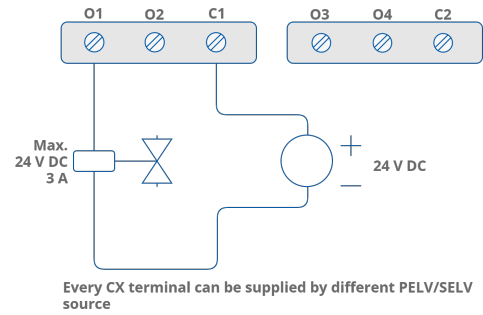 O1 O2 C1 O3 O4 C2
Max.
24 V DC
3 A
+
24 V DC
—
Every CX terminal can be supplied by different PELV/SELV
source